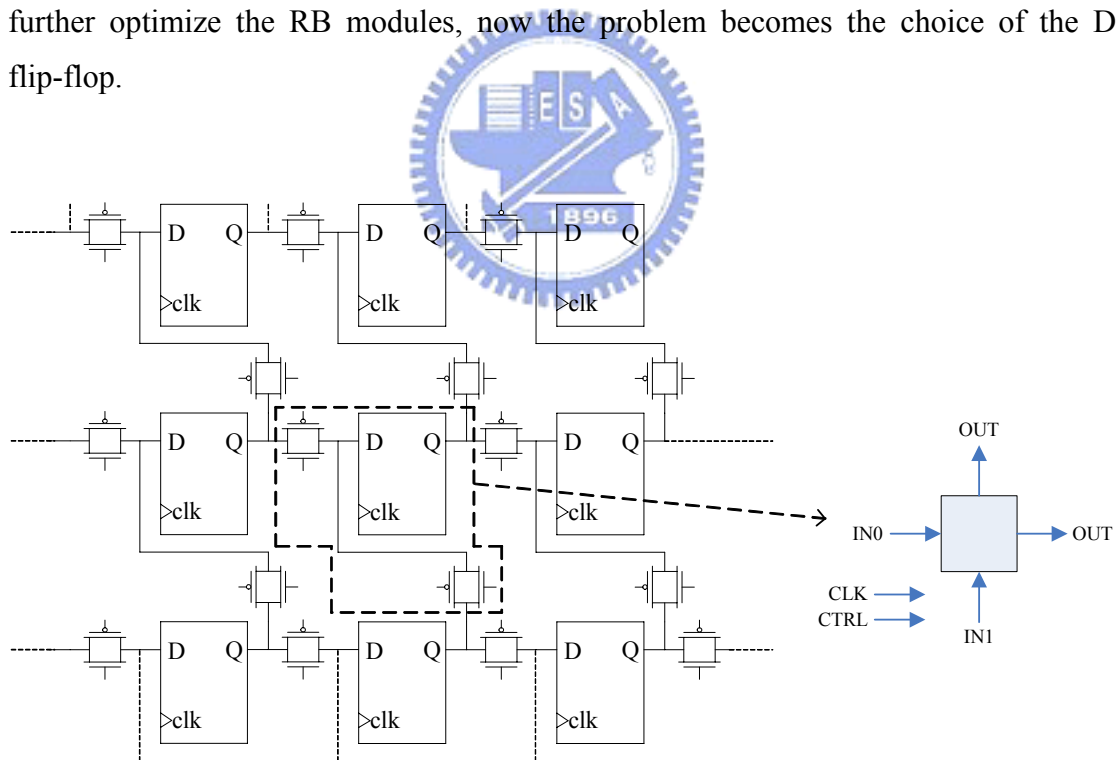 further optimize the RB modules, now the problem becomes the choice of the D
flip-flop.
E S A
1896
D Q D Q D Q
clk clk clk
D Q D Q D Q
clk clk clk
OUT
IN0 OUT
CLK
CTRL
IN1
D Q D Q D Q
clk clk clk